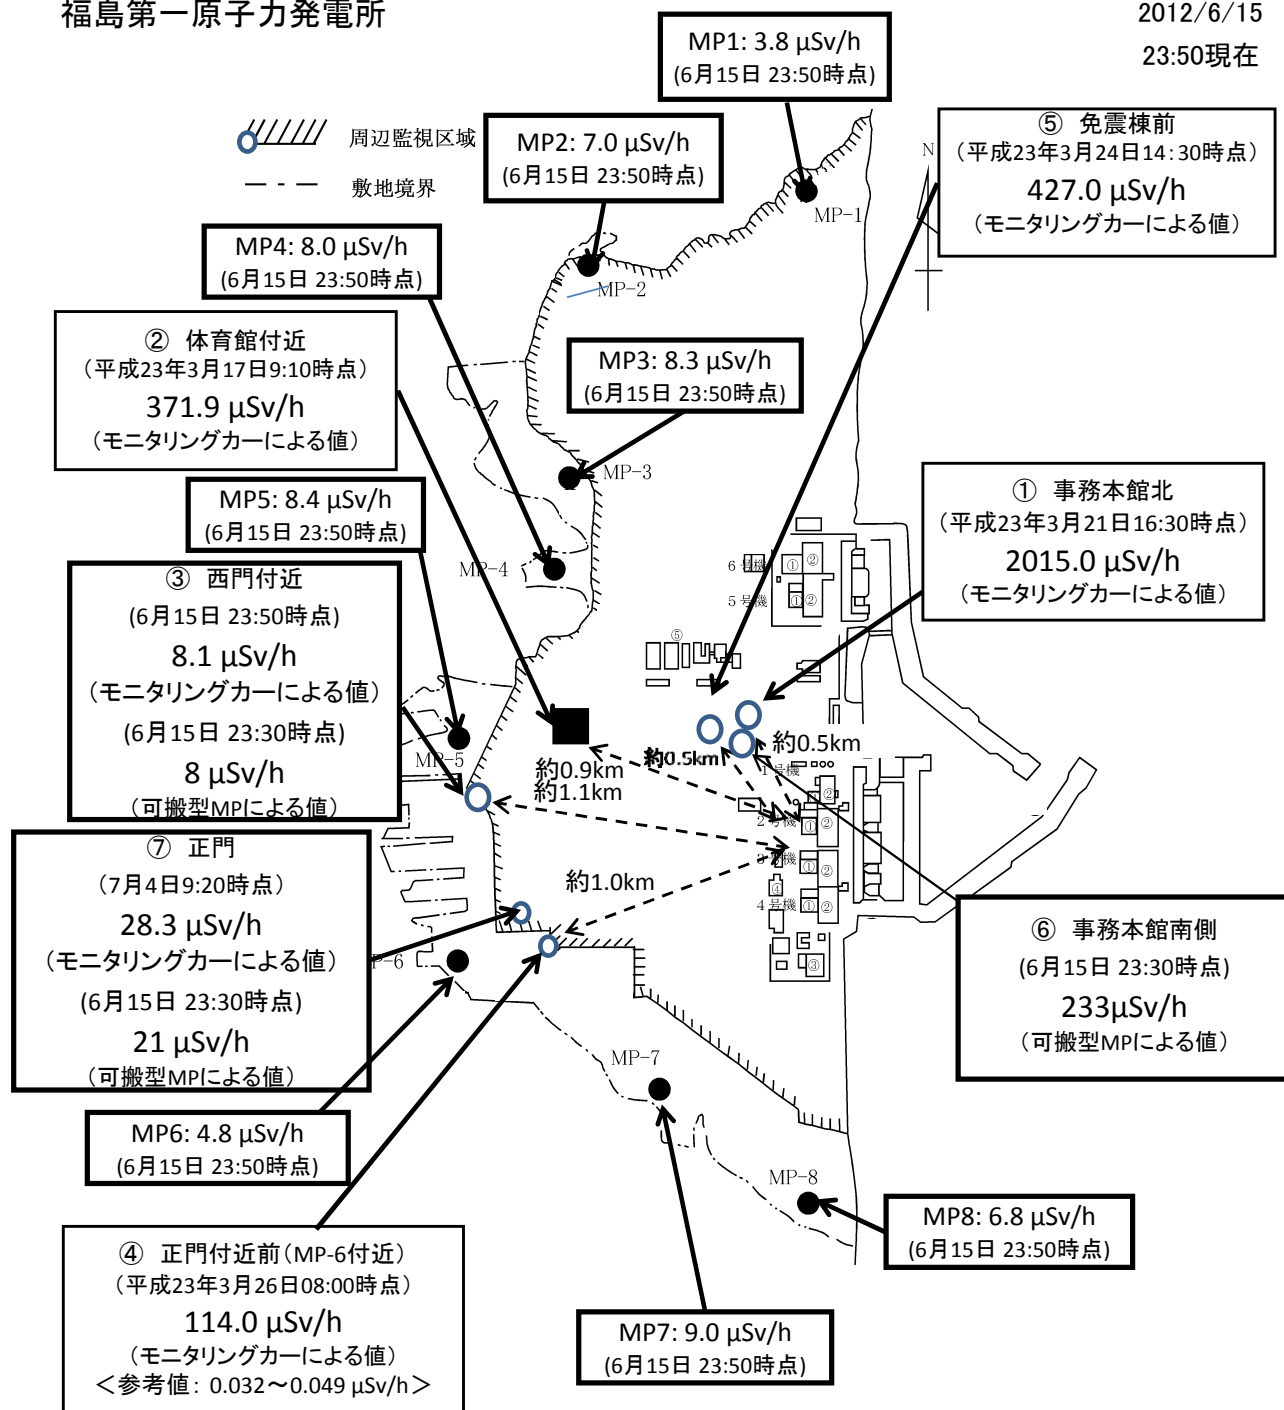 福島第一原子力発電所
2012/6/15
23:50現在
MP1: 3.8 µSv/h
(6月15日 23:50時点)
周辺監視区域
敷地境界
MP2: 7.0 µSv/h
(6月15日 23:50時点)
⑤ 免震棟前
（平成23年3月24日14:30時点）
427.0 µSv/h
（モニタリングカーによる値）
N
MP-1
MP4: 8.0 µSv/h
(6月15日 23:50時点)
MP-2
② 体育館付近
（平成23年3月17日9:10時点）
371.9 µSv/h
（モニタリングカーによる値）
MP3: 8.3 µSv/h
(6月15日 23:50時点)
MP-3
MP5: 8.4 µSv/h
(6月15日 23:50時点)
① 事務本館北
（平成23年3月21日16:30時点）
2015.0 µSv/h
（モニタリングカーによる値）
MP-4
6号機
① ②
5号機
① ②
③ 西門付近
(6月15日 23:50時点)
8.1 µSv/h
（モニタリングカーによる値）
(6月15日 23:30時点)
8 µSv/h
（可搬型MPによる値）
⑤
MP-5
約0.9km
約1.1km
約0.5km
約0.5km
1号機
①
②
2号機
① ②
3号機
① ②
④
4号機
① ②
③
約1.0km
⑦ 正門
（7月4日9:20時点）
28.3 µSv/h
（モニタリングカーによる値）
(6月15日 23:30時点)
21 µSv/h
（可搬型MPによる値）
P-6
⑥ 事務本館南側
(6月15日 23:30時点)
233µSv/h
（可搬型MPによる値）
MP-7
MP6: 4.8 µSv/h
(6月15日 23:50時点)
MP-8
MP8: 6.8 µSv/h
(6月15日 23:50時点)
④ 正門付近前（MP-6付近）
（平成23年3月26日08:00時点）
114.0 µSv/h
（モニタリングカーによる値）
＜参考値： 0.032～0.049 µSv/h＞
MP7: 9.0 µSv/h
(6月15日 23:50時点)